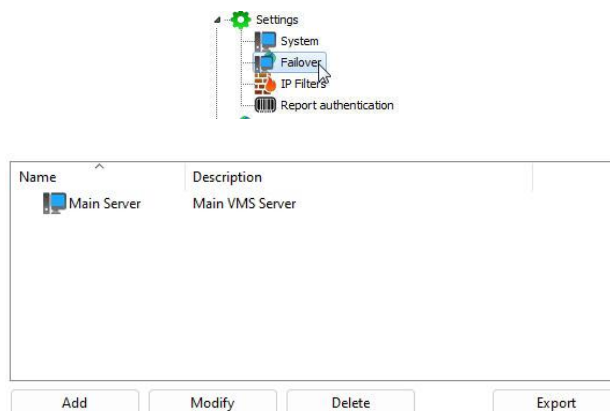 Settings
System
Failover
IP Filters
Report authentication
Name Description
Main Server Main VMS Server
Add Modify Delete Export